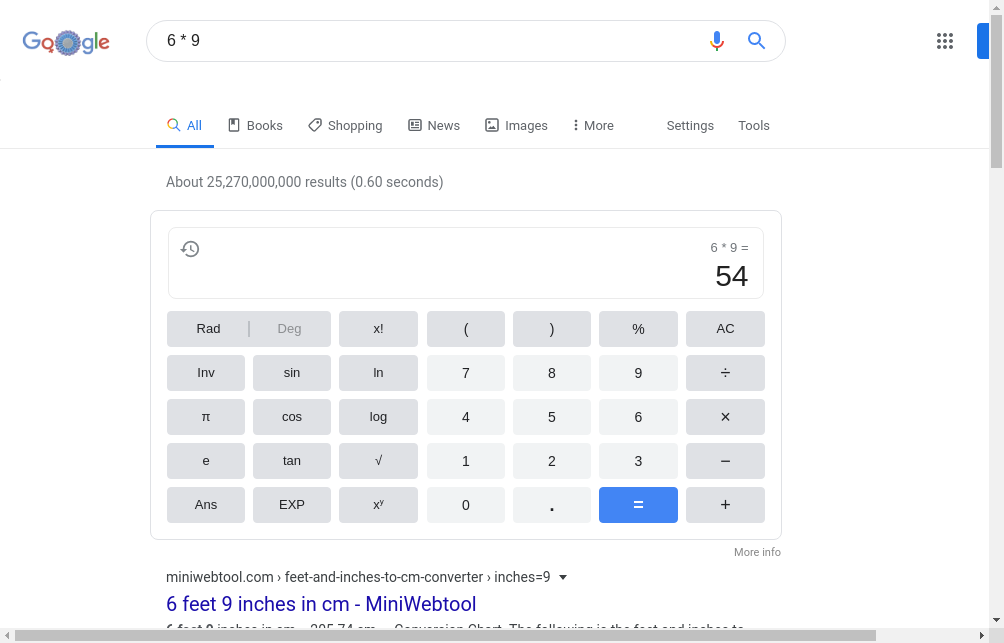 Google
6 * 9
All Books Shopping News Images More Settings Tools
About 25,270,000,000 results (0.60 seconds)
6 * 9 =
54
Rad | Deg x! ( ) % AC
Inv sin ln 7 8 9 ÷
π cos log 4 5 6 ×
e tan √ 1 2 3 −
Ans EXP xʸ 0 . = +
More info
miniwebtool.com › feet-and-inches-to-cm-converter › inches=9
6 feet 9 inches in cm - MiniWebtool